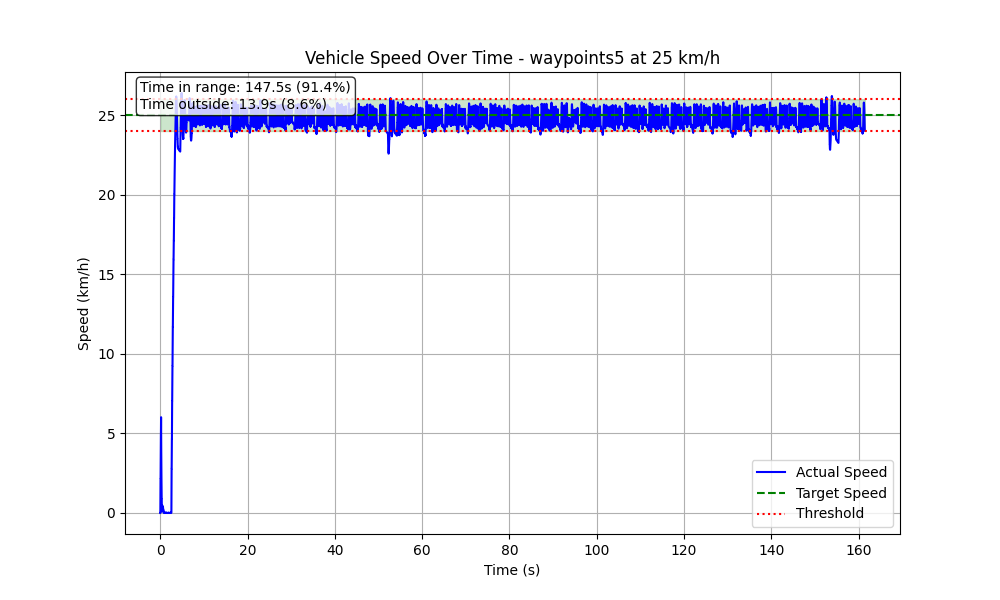 Vehicle Speed Over Time - waypoints5 at 25 km/h
Time in range: 147.5s (91.4%)
Time outside: 13.9s (8.6%)
25
20
15
10
5
0
Speed (km/h)
0 20 40 60 80 100 120 140 160
Time (s)
Actual Speed
Target Speed
Threshold